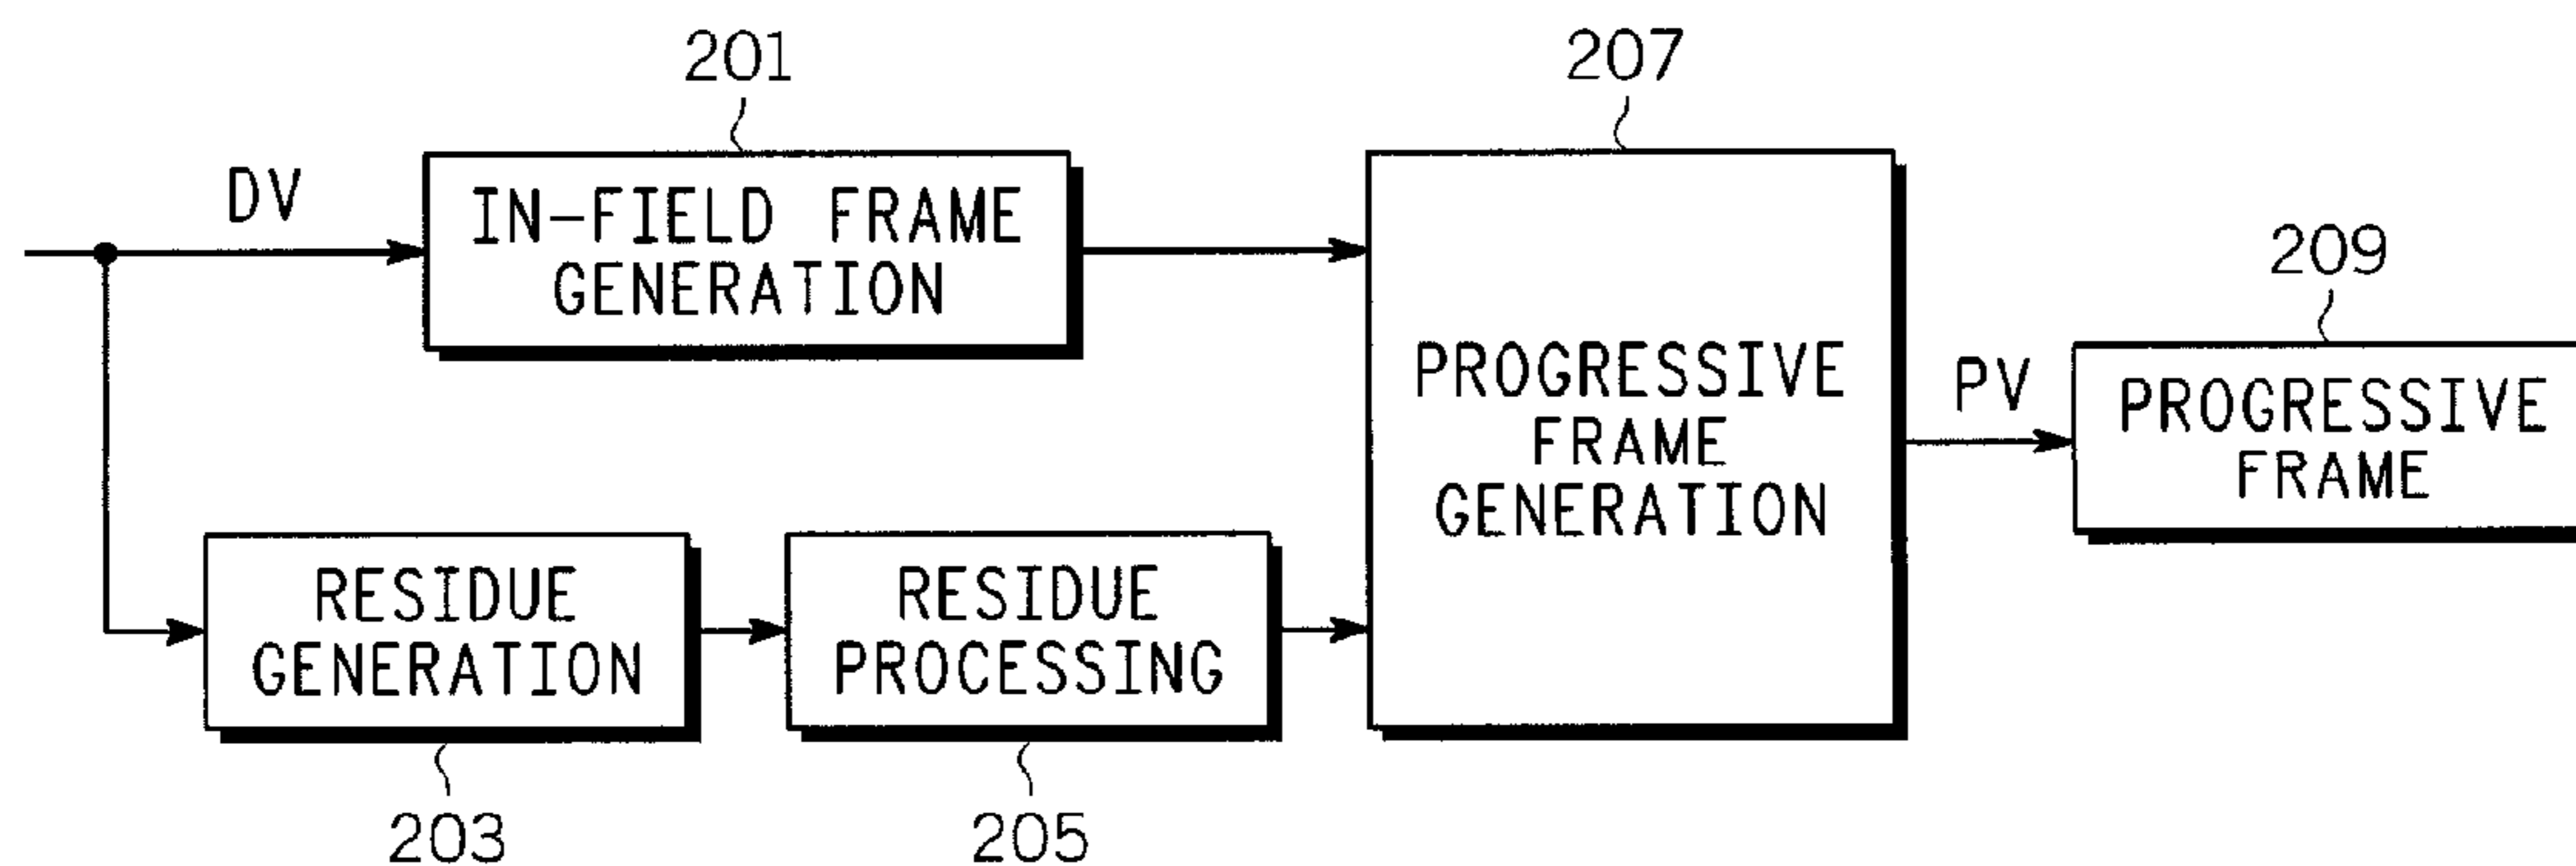 201
207
DV
IN-FIELD FRAME
GENERATION
209
PROGRESSIVE
FRAME
GENERATION
PV
PROGRESSIVE
FRAME
RESIDUE
GENERATION
RESIDUE
PROCESSING
203
205